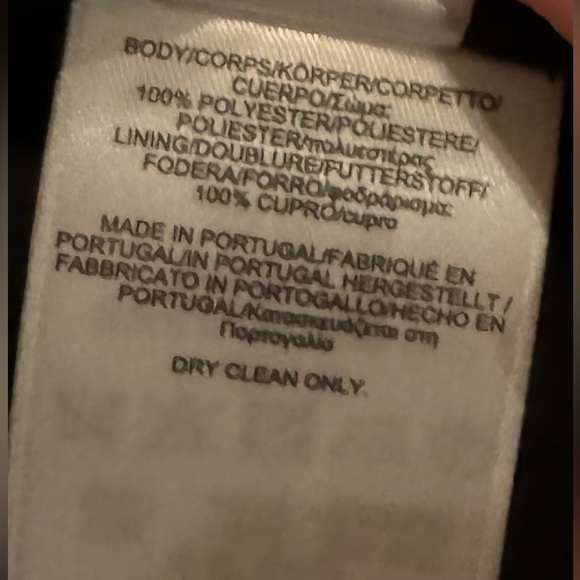 BODY/CORPS/KÖRPER/CORPETTO/
CUERPO/Σώμα:
100% POLYESTER/POLIESTERE/
POLIESTER/πολυεστέρας
LINING/DOUBLURE/FUTTERSTOFF/
FODERA/FORRO/φοδράρισμα:
100% CUPRO/cupro
MADE IN PORTUGAL/FABRIQUÉ EN
PORTUGAL/IN PORTUGAL HERGESTELLT/
FABBRICATO IN PORTOGALLO/HECHO EN
PORTUGAL/Κατασκευάζεται στη
Πορτογαλία
DRY CLEAN ONLY.